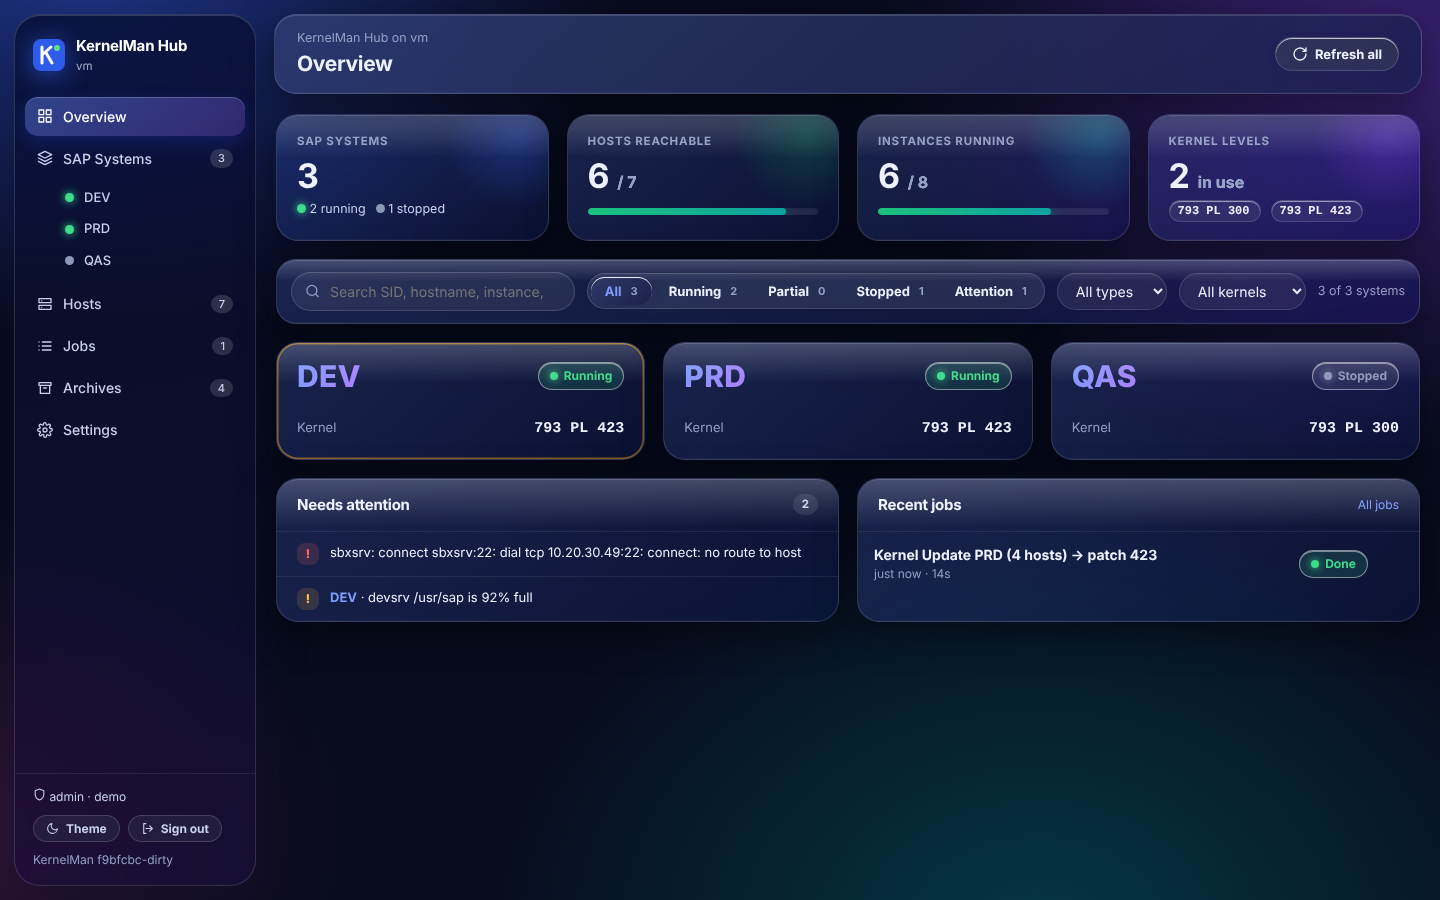 KernelMan Hub
vm
Overview
SAP Systems 3
DEV
PRD
QAS
Hosts 7
Jobs 1
Archives 4
Settings
admin · demo
Theme Sign out
KernelMan f9bfcbc-dirty
KernelMan Hub on vm
Overview
Refresh all
SAP SYSTEMS
3
2 running 1 stopped
HOSTS REACHABLE
6 / 7
INSTANCES RUNNING
6 / 8
KERNEL LEVELS
2 in use
793 PL 300 793 PL 423
Search SID, hostname, instance,
All 3 Running 2 Partial 0 Stopped 1 Attention 1
All types
All kernels
3 of 3 systems
DEV Running
Kernel 793 PL 423
PRD Running
Kernel 793 PL 423
QAS Stopped
Kernel 793 PL 300
Needs attention 2
! sbxsrv: connect sbxsrv:22: dial tcp 10.20.30.49:22: connect: no route to host
! DEV · devsrv /usr/sap is 92% full
Recent jobs All jobs
Kernel Update PRD (4 hosts) → patch 423
just now · 14s
Done